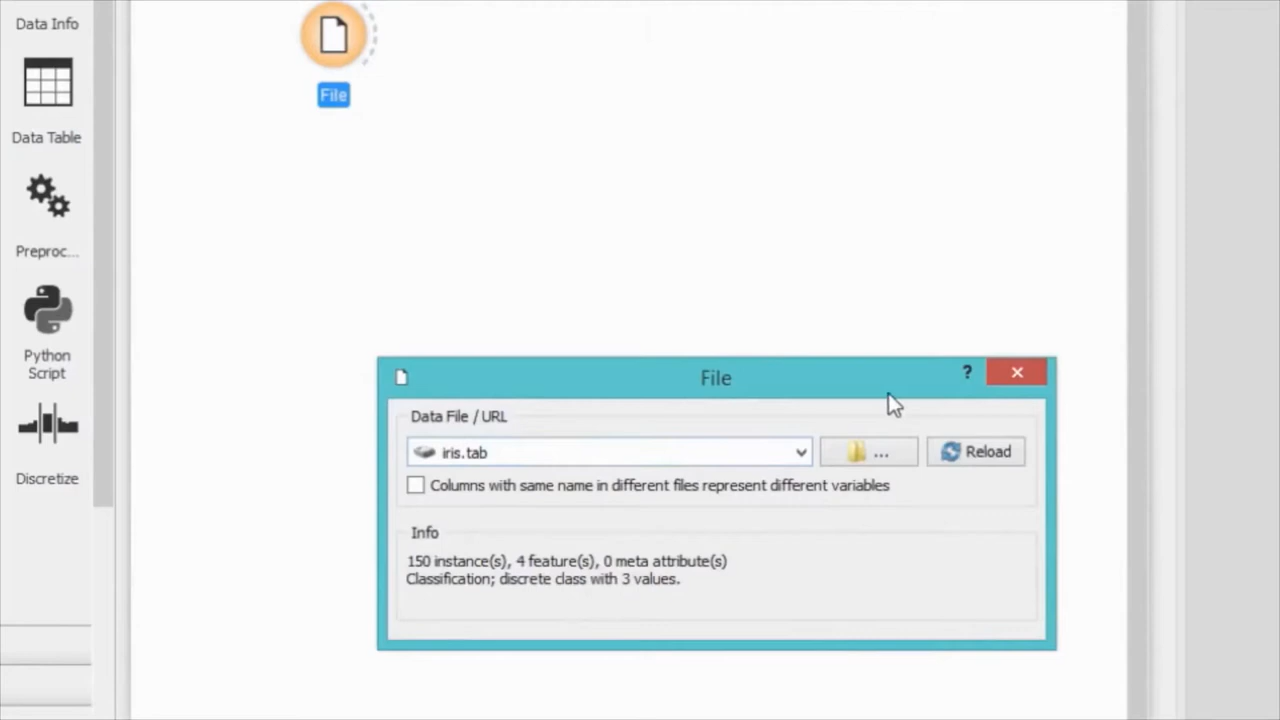 Data Info
File
Data Table
Preproc...
Python
Script
Discretize
File
?
Data File / URL
iris.tab
...
Reload
Columns with same name in different files represent different variables
Info
150 instance(s), 4 feature(s), 0 meta attribute(s)
Classification; discrete class with 3 values.